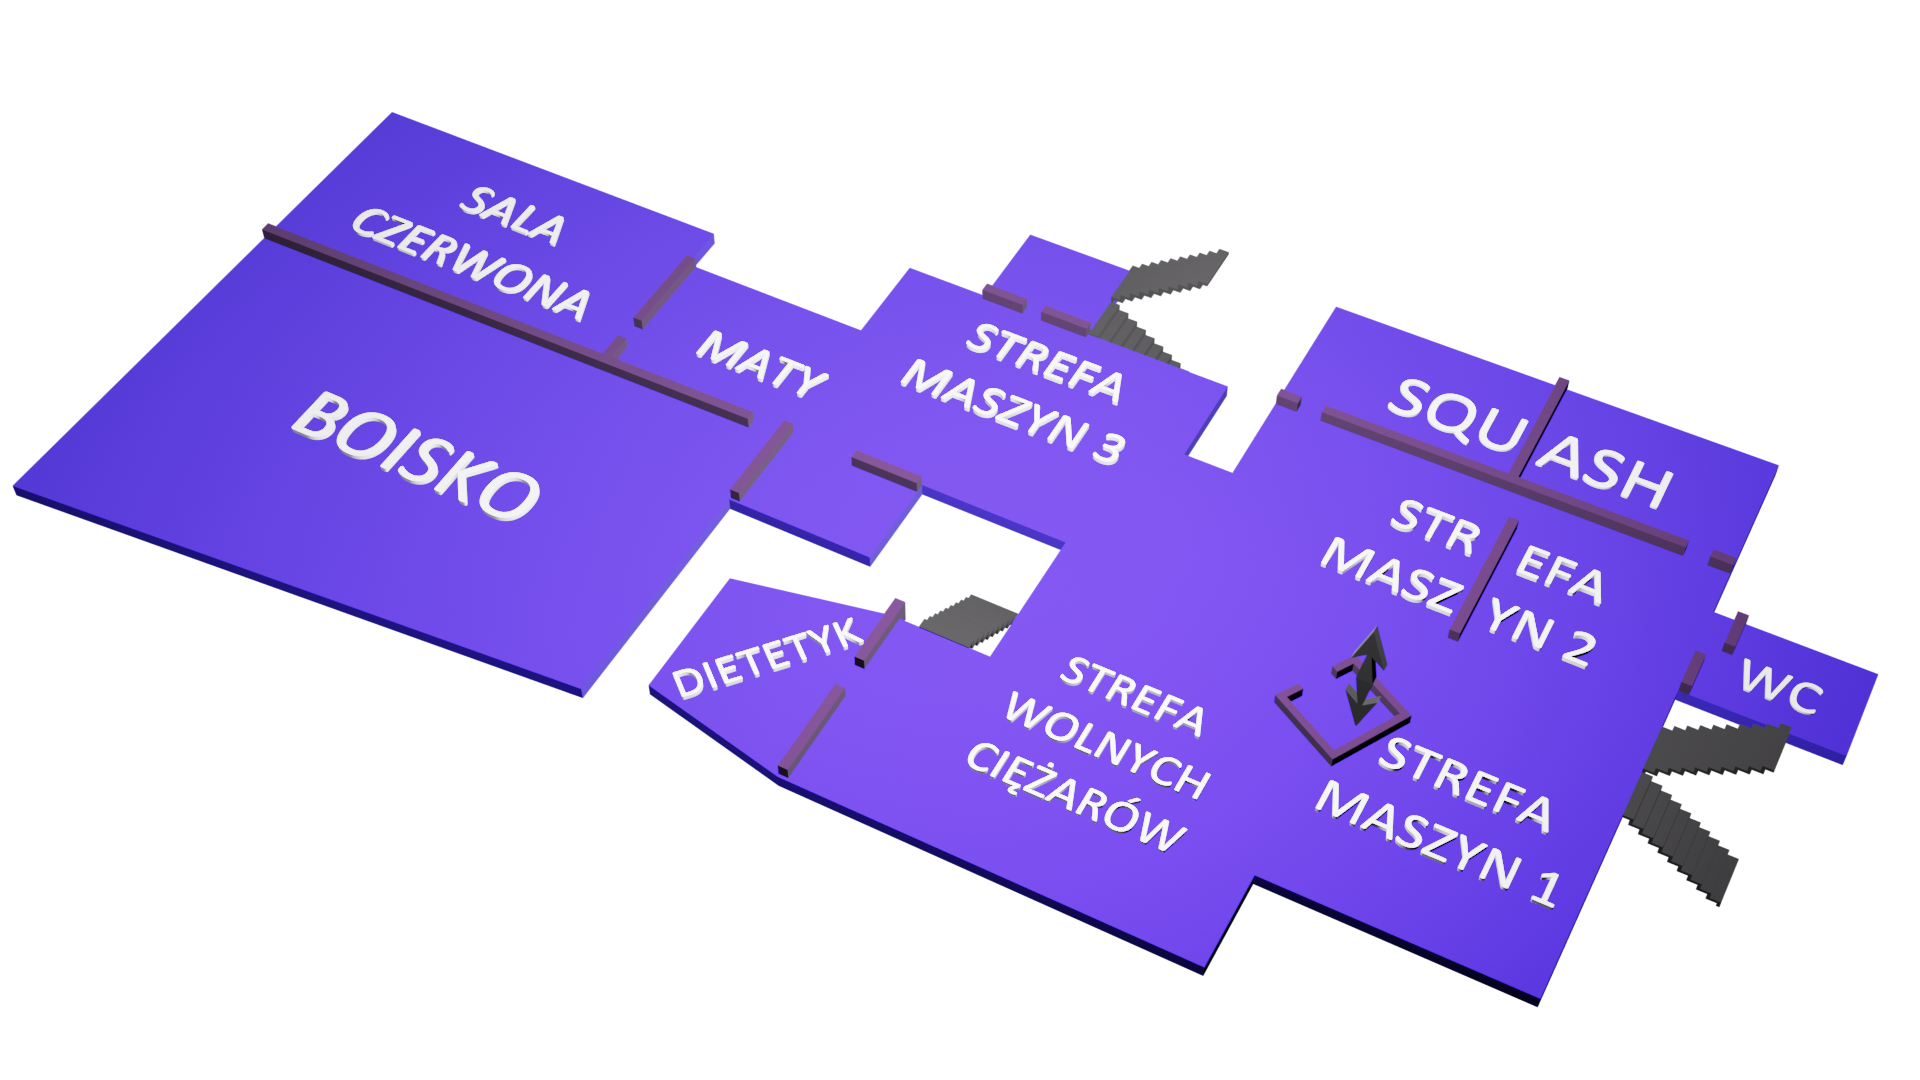 SALA
CZERWONA
BOISKO
MATY
STREFA
MASZYN 3
SQUASH
STREFA
MASZYN 2
WC
DIETETYK
STREFA
WOLNYCH
CIĘŻARÓW
STREFA
MASZYN 1